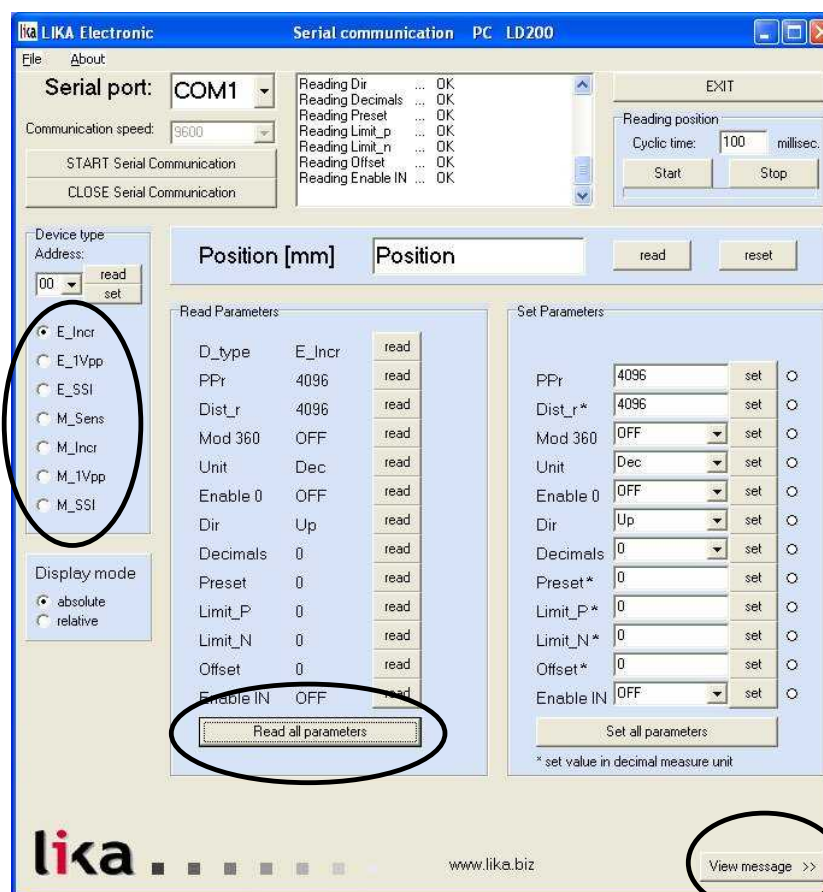 lika LIKA Electronic Serial communication PC LD200
File About
Serial port: COM1
Communication speed: 9600
START Serial Communication
CLOSE Serial Communication
Reading Dir ... OK
Reading Decimals ... OK
Reading Preset ... OK
Reading Limit_p ... OK
Reading Limit_n ... OK
Reading Offset ... OK
Reading Enable IN ... OK
EXIT
Reading position
Cyclic time: 100 millisec.
Start Stop
Device type
Address:
00 read
set
E_Incr
E_1Vpp
E_SSI
M_Sens
M_Incr
M_1Vpp
M_SSI
Display mode
absolute
relative
Position [mm] Position read reset
Read Parameters
D_type E_Incr read
PPr 4096 read
Dist_r 4096 read
Mod 360 OFF read
Unit Dec read
Enable 0 OFF read
Dir Up read
Decimals 0 read
Preset 0 read
Limit_P 0 read
Limit_N 0 read
Offset 0 read
Enable IN OFF read
Read all parameters
Set Parameters
PPr 4096 set
Dist_r* 4096 set
Mod 360 OFF set
Unit Dec set
Enable 0 OFF set
Dir Up set
Decimals 0 set
Preset* 0 set
Limit_P* 0 set
Limit_N* 0 set
Offset* 0 set
Enable IN OFF set
Set all parameters
* set value in decimal measure unit
lika www.lika.biz View message >>